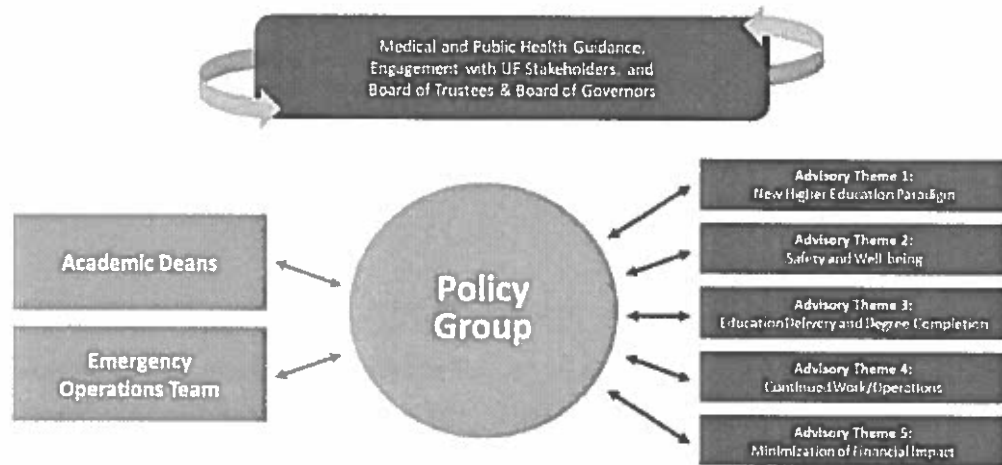 Medical and Public Health Guidance,
Engagement with UF Stakeholders, and
Board of Trustees & Board of Governors
Academic Deans
Emergency
Operations Team
Policy
Group
Advisory Theme 1:
New Higher Education Paradigm
Advisory Theme 2:
Safety and Well-being
Advisory Theme 3:
Education Delivery and Degree Completion
Advisory Theme 4:
Continued Work/Operations
Advisory Theme 5:
Minimization of Financial Impact